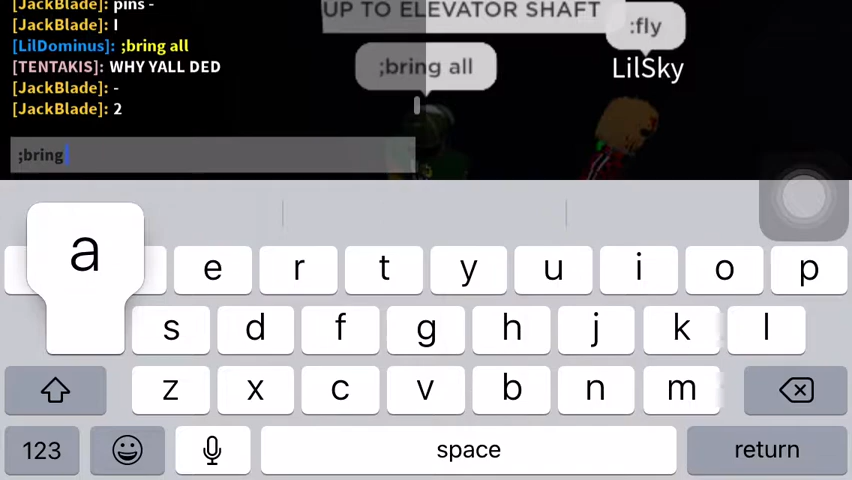 [JackBlade]: pins -
[JackBlade]: I
[LilDominus]: ;bring all
[TENTAKIS]: WHY YALL DED
[JackBlade]: -
[JackBlade]: 2
;bring
UP TO ELEVATOR SHAFT
;bring all
:fly
LilSky
a
e r t y u i o p
s d f g h j k l
z x c v b n m
123 space return